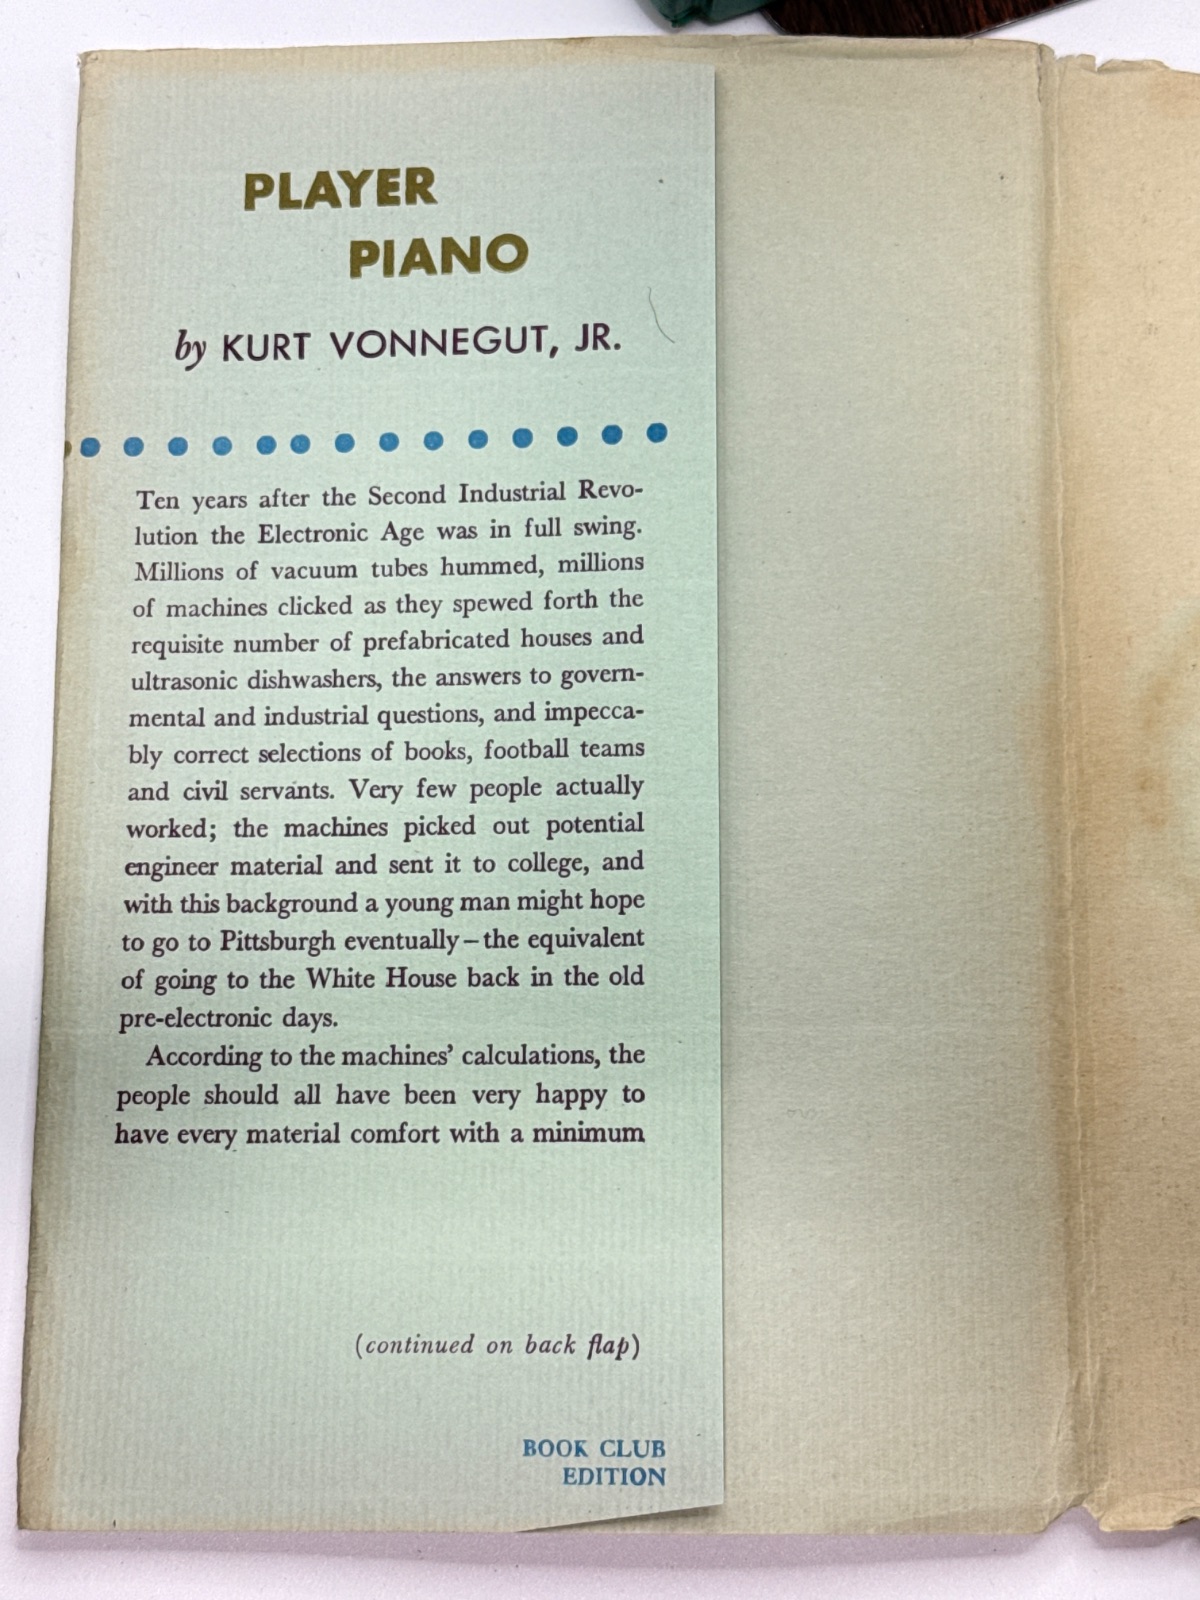 PLAYER
PIANO
by KURT VONNEGUT, JR.
Ten years after the Second Industrial Revo-
lution the Electronic Age was in full swing.
Millions of vacuum tubes hummed, millions
of machines clicked as they spewed forth the
requisite number of prefabricated houses and
ultrasonic dishwashers, the answers to govern-
mental and industrial questions, and impecca-
bly correct selections of books, football teams
and civil servants. Very few people actually
worked; the machines picked out potential
engineer material and sent it to college, and
with this background a young man might hope
to go to Pittsburgh eventually—the equivalent
of going to the White House back in the old
pre-electronic days.
According to the machines’ calculations, the
people should all have been very happy to
have every material comfort with a minimum
(continued on back flap)
BOOK CLUB
EDITION